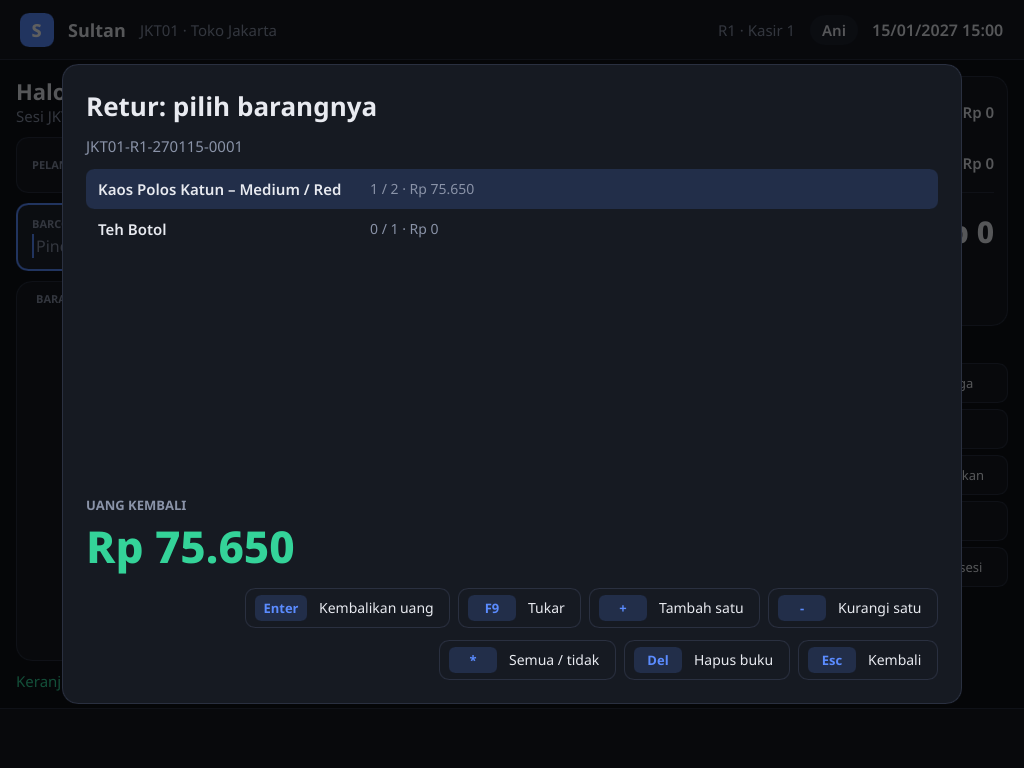 S Sultan JKT01 · Toko Jakarta R1 · Kasir 1 Ani 15/01/2027 15:00
Retur: pilih barangnya
JKT01-R1-270115-0001
Kaos Polos Katun – Medium / Red 1 / 2 · Rp 75.650
Teh Botol 0 / 1 · Rp 0
Rp 0
Rp 0
UANG KEMBALI
Rp 75.650
Enter Kembalikan uang F9 Tukar + Tambah satu - Kurangi satu
* Semua / tidak Del Hapus buku Esc Kembali